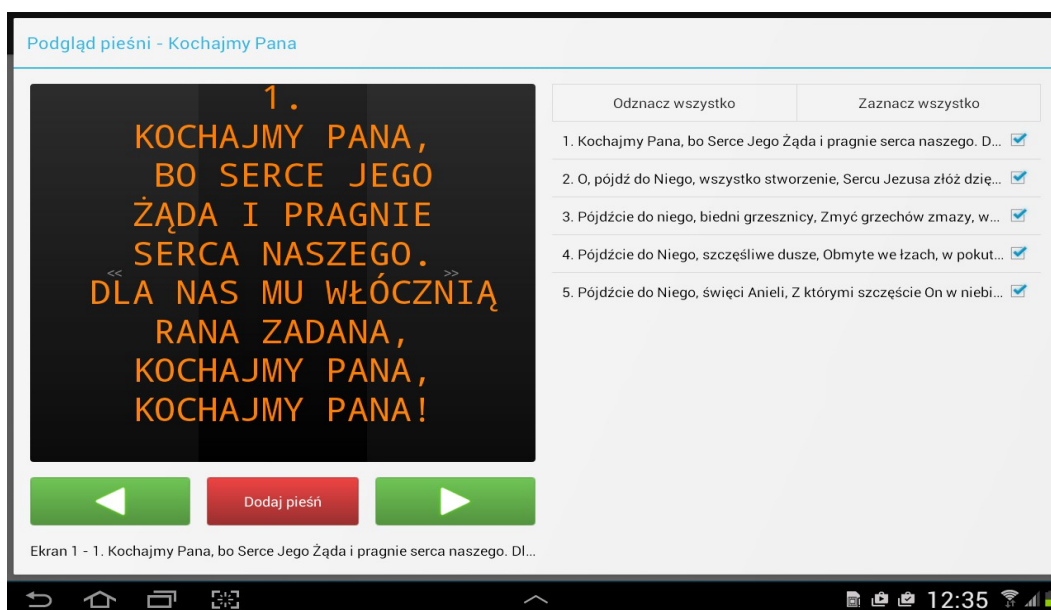 Podgląd pieśni - Kochajmy Pana
1.
KOCHAJMY PANA,
BO SERCE JEGO
ŻĄDA I PRAGNIE
SERCA NASZEGO.
<< >>
DLA NAS MU WŁÓCZNIĄ
RANA ZADANA,
KOCHAJMY PANA,
KOCHAJMY PANA!
Dodaj pieśń
Ekran 1 - 1. Kochajmy Pana, bo Serce Jego Żąda i pragnie serca naszego. Dl...
Odznacz wszystko Zaznacz wszystko
1. Kochajmy Pana, bo Serce Jego Żąda i pragnie serca naszego. D...
2. O, pójdź do Niego, wszystko stworzenie, Sercu Jezusa złóż dzię...
3. Pójdźcie do niego, biedni grzesznicy, Zmyć grzechów zmazy, w...
4. Pójdźcie do Niego, szczęśliwe dusze, Obmyte we łzach, w pokut...
5. Pójdźcie do Niego, święci Anieli, Z którymi szczęście On w niebi...
12:35